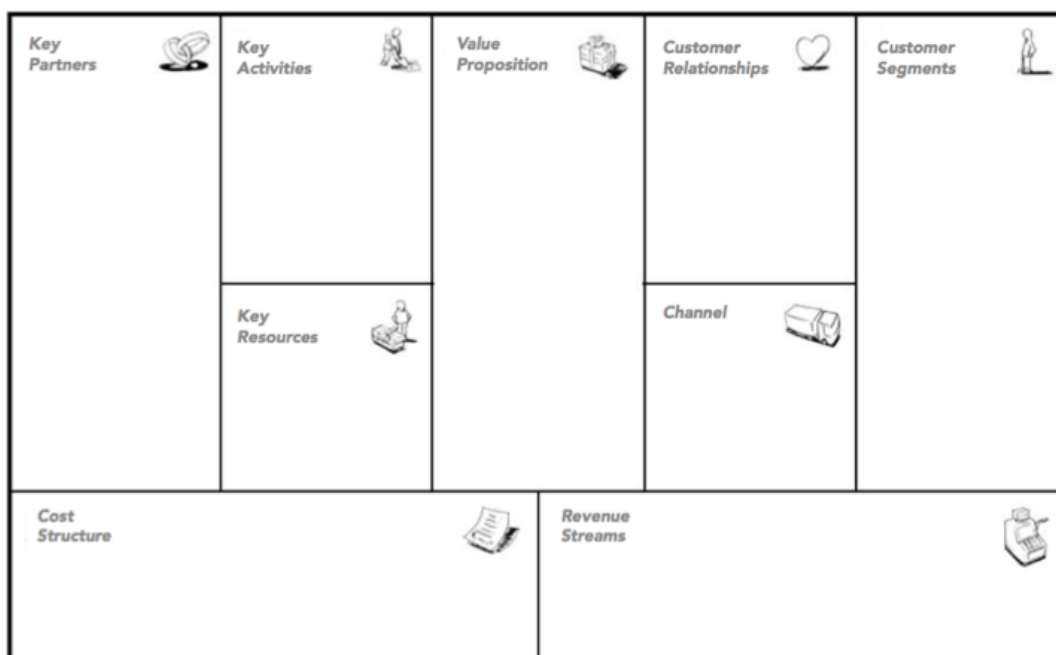 Key
Partners
Key
Activities
Value
Proposition
Customer
Relationships
Customer
Segments
Key
Resources
Channel
Cost
Structure
Revenue
Streams